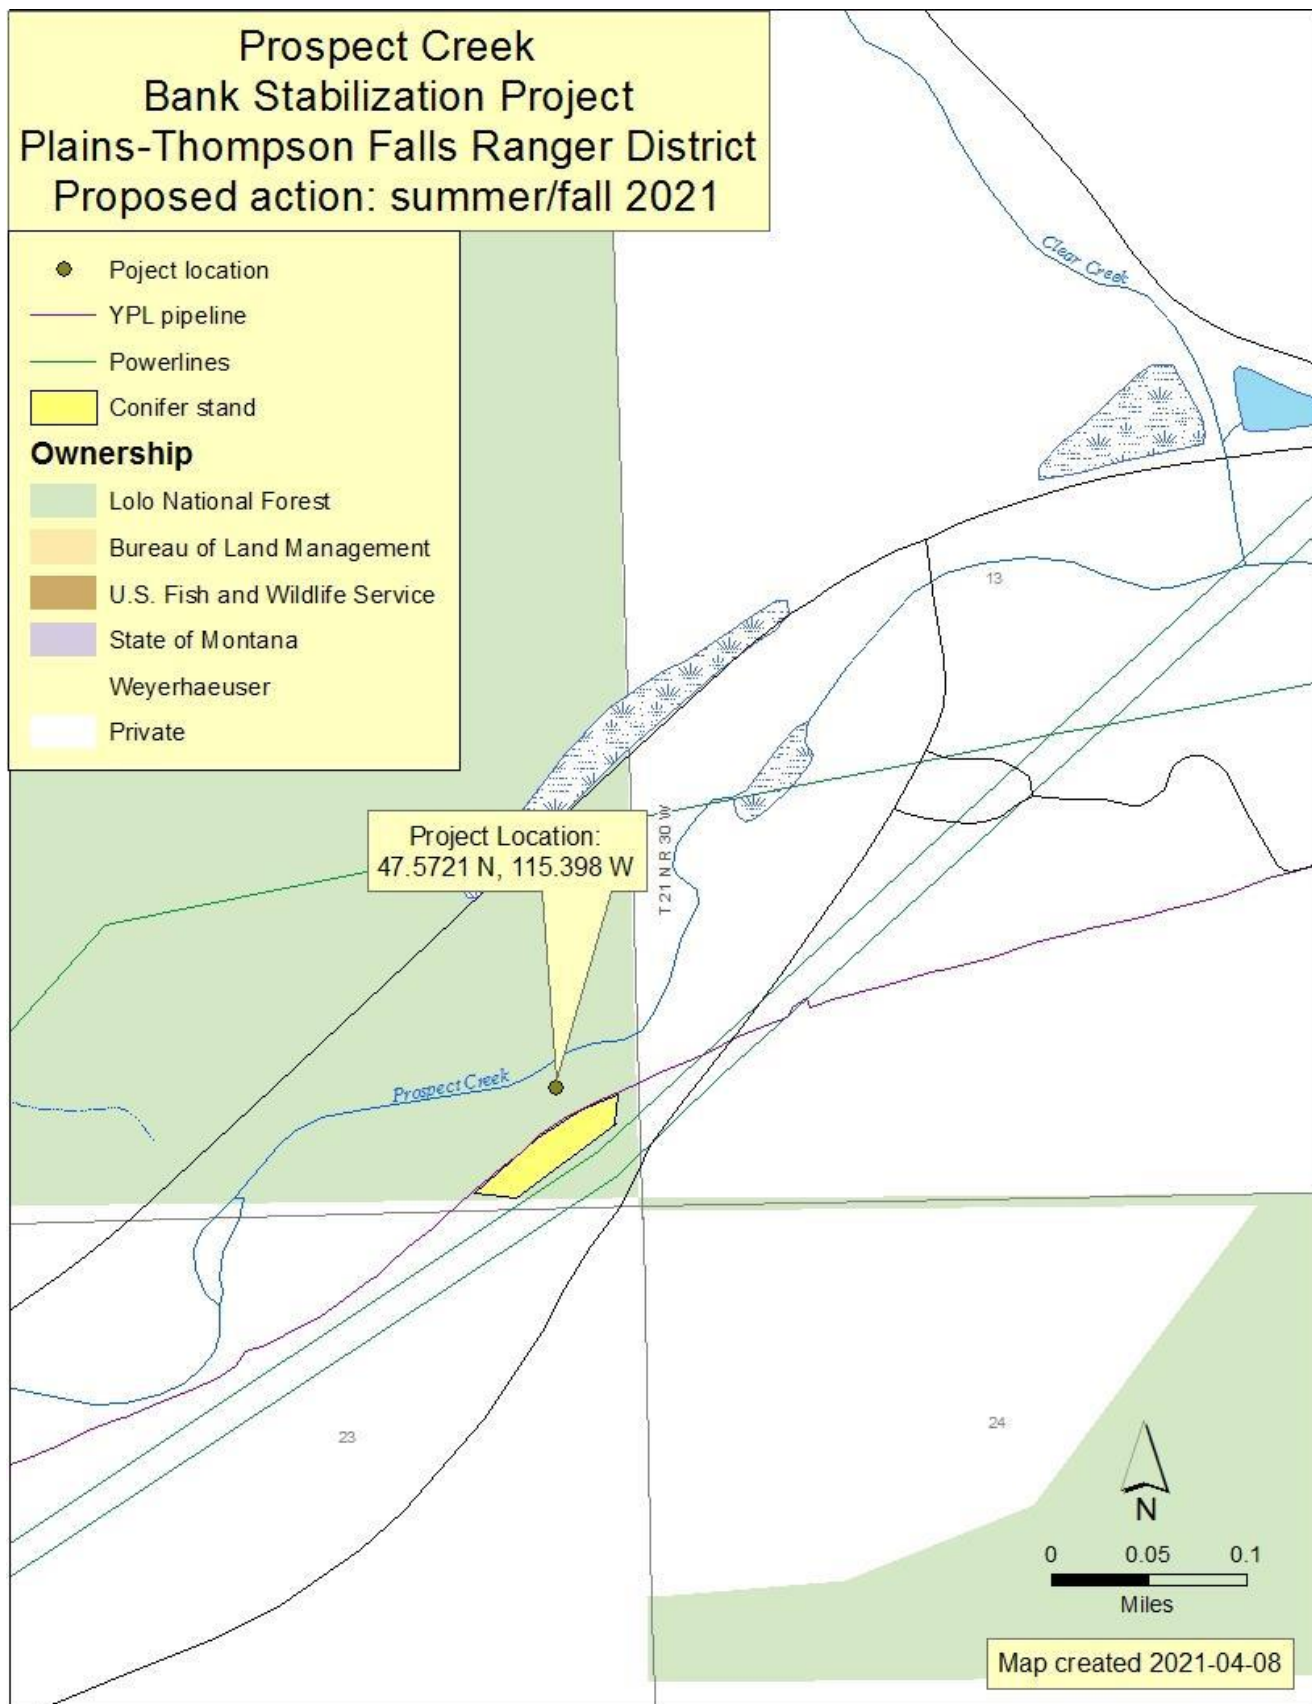 Prospect Creek
Bank Stabilization Project
Plains-Thompson Falls Ranger District
Proposed action: summer/fall 2021
Poject location
YPL pipeline
Powerlines
Conifer stand
Ownership
Lolo National Forest
Bureau of Land Management
U.S. Fish and Wildlife Service
State of Montana
Weyerhaeuser
Private
Clear Creek
13
Project Location:
47.5721 N, 115.398 W
T 21 N R 30 W
Prospect Creek
23
24
N
0 0.05 0.1
Miles
Map created 2021-04-08